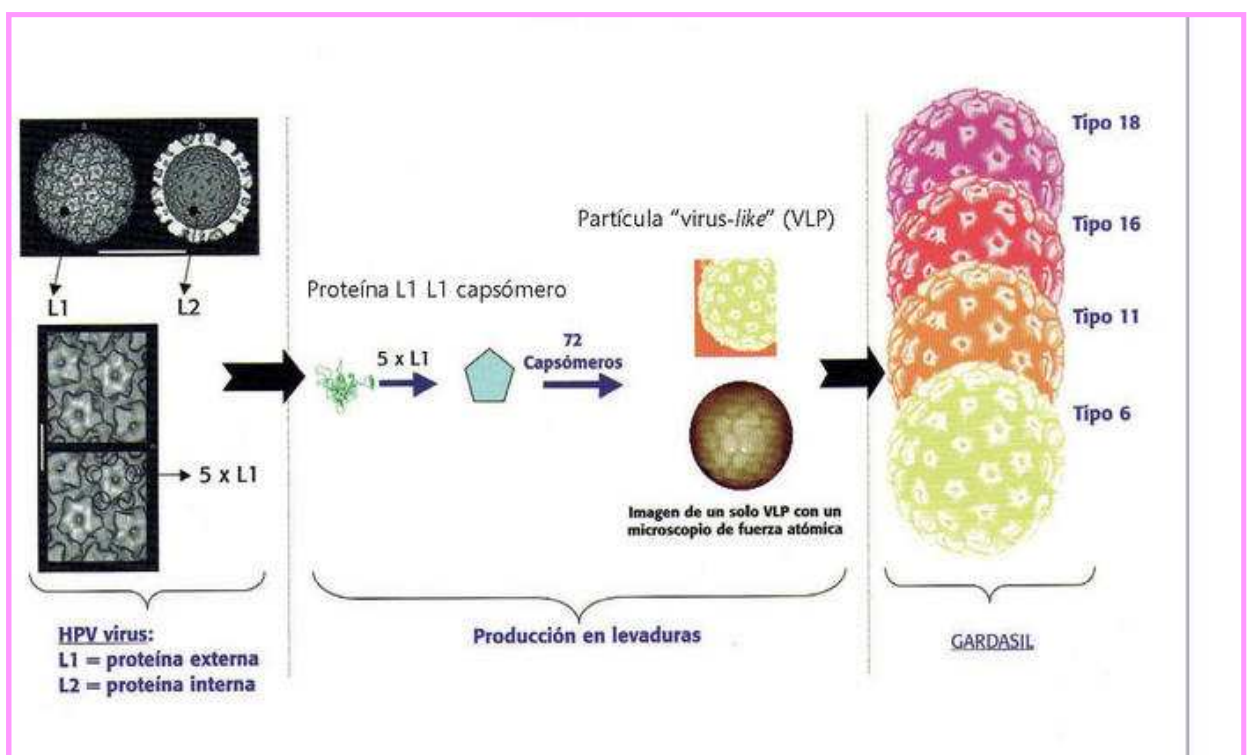 a
b
L1
L2
5 x L1
HPV virus:
L1 = proteína externa
L2 = proteína interna
Proteína L1 L1 capsómero
5 x L1
72
Capsómeros
Partícula "virus-like" (VLP)
Imagen de un solo VLP con un
microscopio de fuerza atómica
Producción en levaduras
Tipo 18
Tipo 16
Tipo 11
Tipo 6
GARDASIL